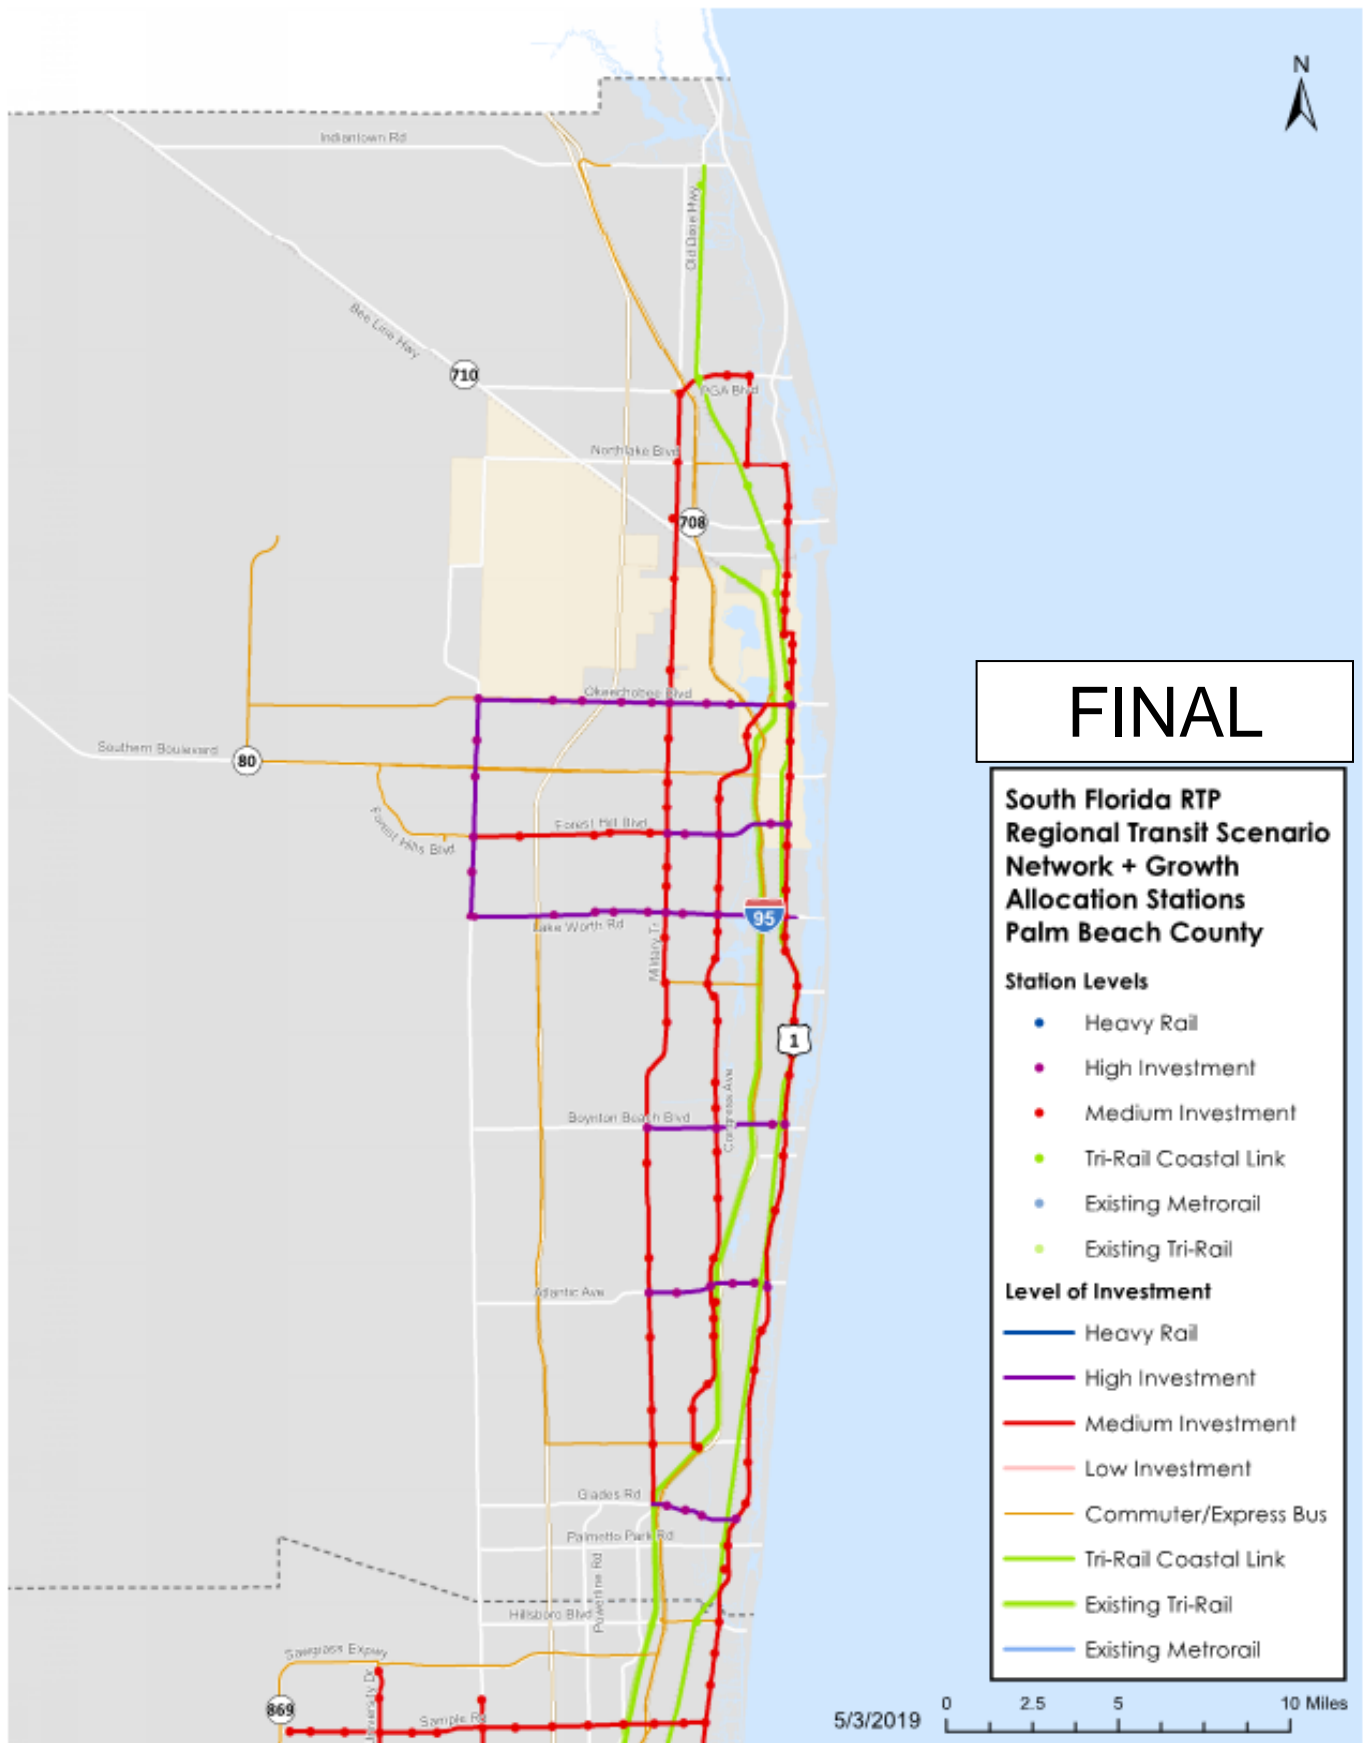 N
Indiantown Rd
Old Dixie Hwy
Bee Line Hwy
710
PGA Blvd
Northlake Blvd
708
Okeechobee Blvd
Southern Boulevard
80
Forest Hill Blvd
Forest Hills Blvd
95
Lake Worth Rd
Military Tr
1
Congress Ave
Boynton Beach Blvd
Atlantic Ave
Glades Rd
Palmetto Park Rd
Powerline Rd
Hillsboro Blvd
Sawgrass Expwy
University Dr
869
Sample Rd
FINAL
South Florida RTP
Regional Transit Scenario
Network + Growth
Allocation Stations
Palm Beach County
Station Levels
Heavy Rail
High Investment
Medium Investment
Tri-Rail Coastal Link
Existing Metrorail
Existing Tri-Rail
Level of Investment
Heavy Rail
High Investment
Medium Investment
Low Investment
Commuter/Express Bus
Tri-Rail Coastal Link
Existing Tri-Rail
Existing Metrorail
5/3/2019
0 2.5 5 10 Miles